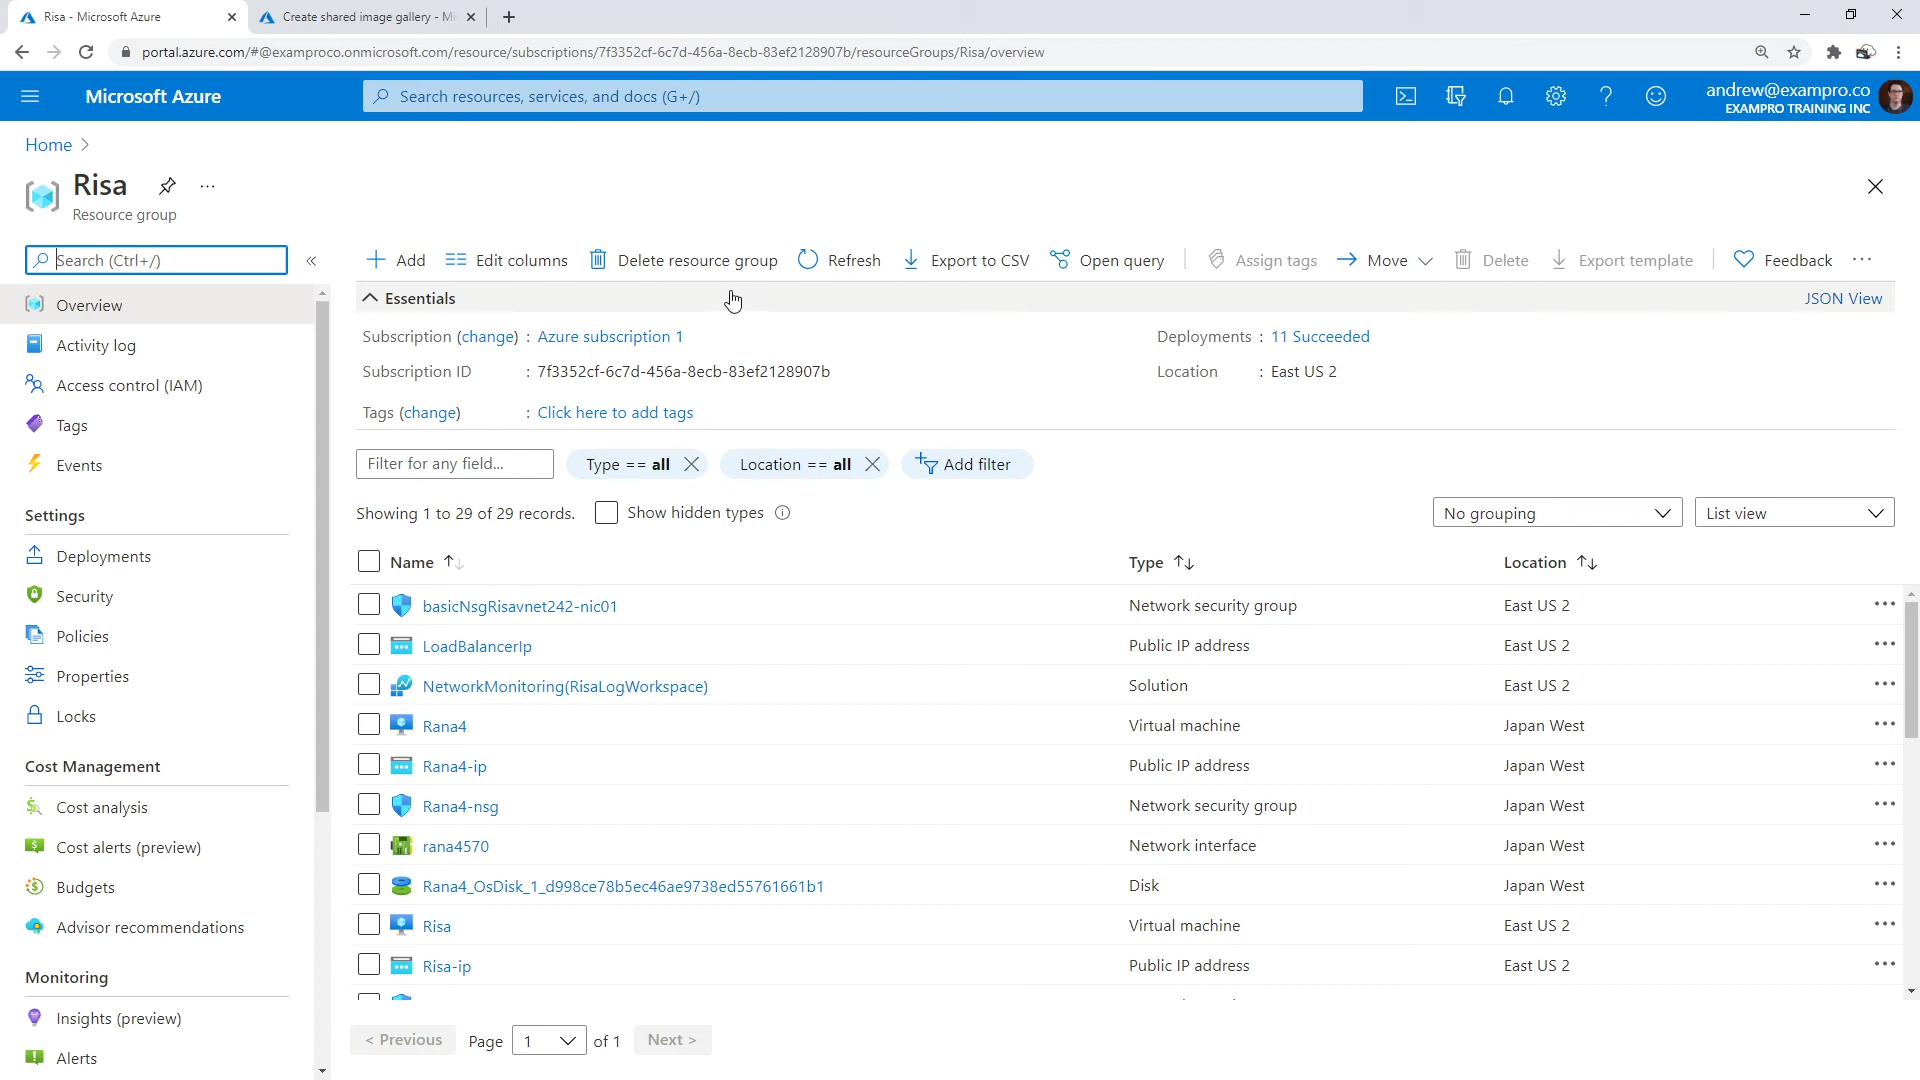 Risa - Microsoft Azure
Create shared image gallery - Mi
portal.azure.com/#@examproco.onmicrosoft.com/resource/subscriptions/7f3352cf-6c7d-456a-8ecb-83ef2128907b/resourceGroups/Risa/overview
Microsoft Azure
Search resources, services, and docs (G+/)
andrew@exampro.co
EXAMPRO TRAINING INC
Home
Risa
Resource group
Search (Ctrl+/)
Add
Edit columns
Delete resource group
Refresh
Export to CSV
Open query
Assign tags
Move
Delete
Export template
Feedback
Overview
Activity log
Access control (IAM)
Tags
Events
Settings
Deployments
Security
Policies
Properties
Locks
Cost Management
Cost analysis
Cost alerts (preview)
Budgets
Advisor recommendations
Monitoring
Insights (preview)
Alerts
Essentials
JSON View
Subscription (change) : Azure subscription 1
Deployments : 11 Succeeded
Subscription ID : 7f3352cf-6c7d-456a-8ecb-83ef2128907b
Location : East US 2
Tags (change) : Click here to add tags
Filter for any field...
Type == all
Location == all
Add filter
Showing 1 to 29 of 29 records.
Show hidden types
No grouping
List view
Name Type Location
basicNsgRisavnet242-nic01 Network security group East US 2
LoadBalancerIp Public IP address East US 2
NetworkMonitoring(RisaLogWorkspace) Solution East US 2
Rana4 Virtual machine Japan West
Rana4-ip Public IP address Japan West
Rana4-nsg Network security group Japan West
rana4570 Network interface Japan West
Rana4_OsDisk_1_d998ce78b5ec46ae9738ed55761661b1 Disk Japan West
Risa Virtual machine East US 2
Risa-ip Public IP address East US 2
< Previous Page 1 of 1 Next >